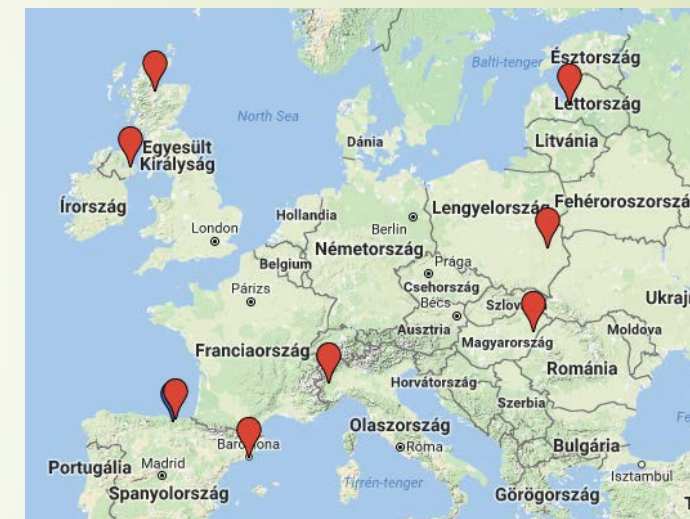 Észtország
Balti-tenger
Lettország
North Sea
Egyesült
Királyság
Dánia
Litvánia
Írország
Hollandia
Lengyelország
Fehéroroszorszá
London
Berlin
Németország
Belgium
Prága
Párizs
Csehország
Ukraj
Bécs
Szlov
Moldova
Ausztria
Magyarország
Franciaország
Románia
Horvátország
Szerbia
Olaszország
Barcelona
Róma
Bulgária
Portugália
Madrid
Isztambul
Tirrén-tenger
Spanyolország
Görögország
Fe
T